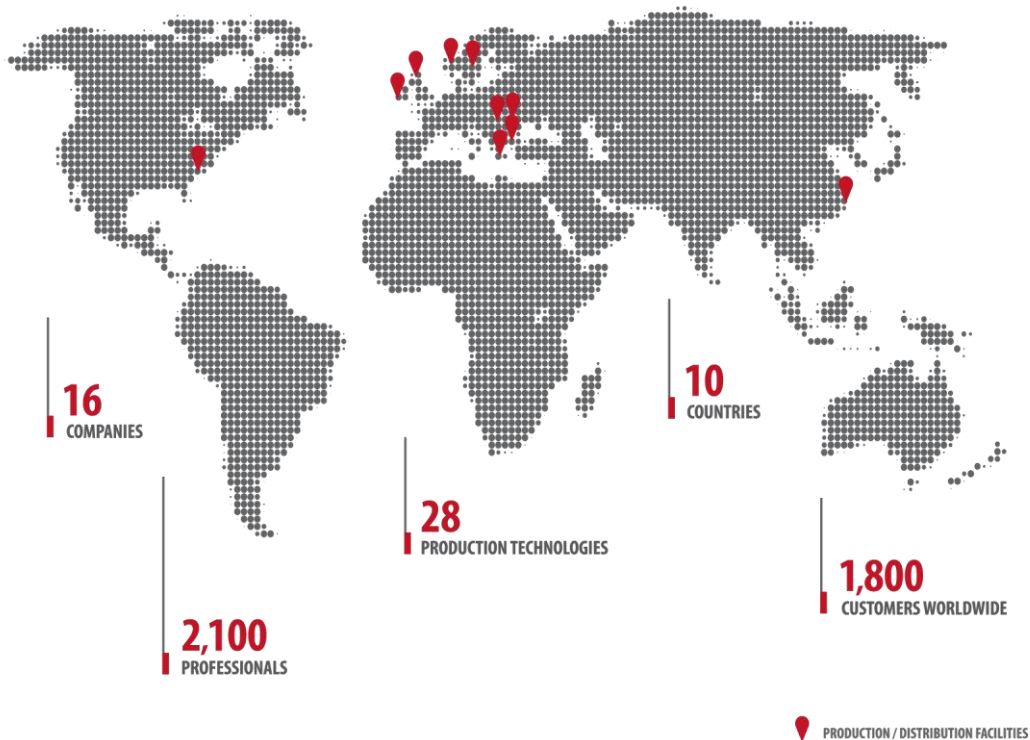 16
COMPANIES
10
COUNTRIES
28
PRODUCTION TECHNOLOGIES
1,800
CUSTOMERS WORLDWIDE
2,100
PROFESSIONALS
PRODUCTION / DISTRIBUTION FACILITIES